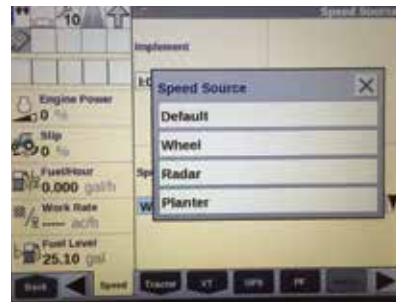 10
Speed Source
Implement
Engine Power
0 %
Slip
0 %
Fuel/Hour
0.000 gal/h
Work Rate
---- ac/h
Fuel Level
25.10 gal
Speed Source
Default
Wheel
Radar
Planter
Back
Speed
Tractor
VT
GPS
PF